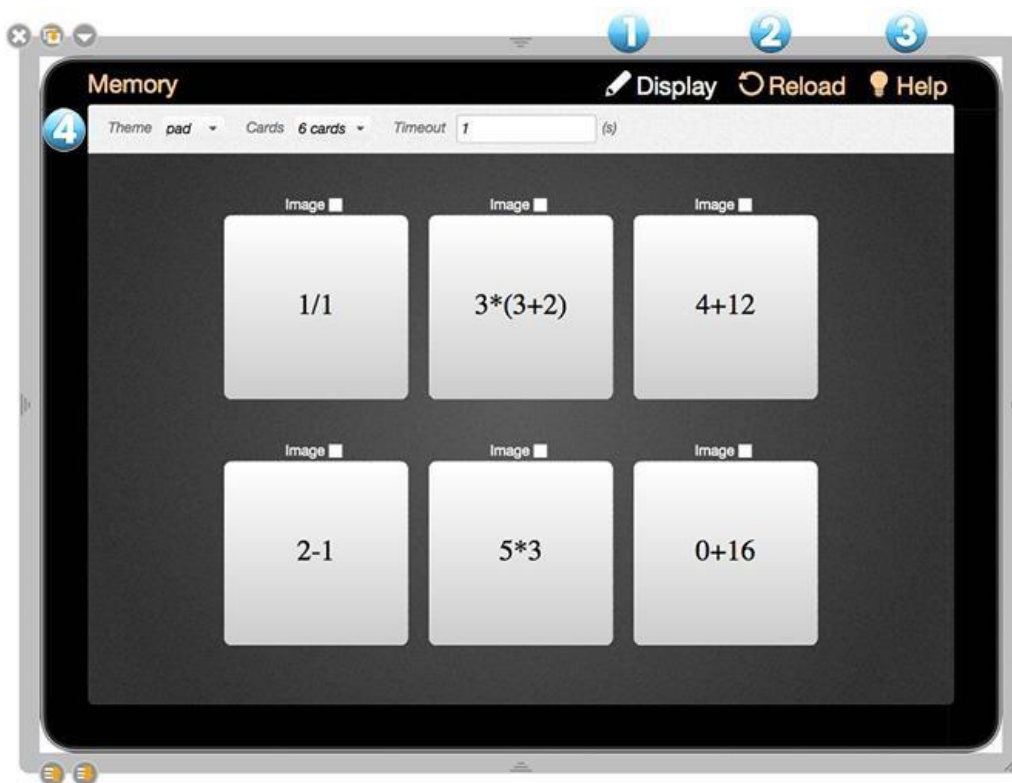 1 2 3
Memory Display Reload Help
4 Theme pad Cards 6 cards Timeout 1 (s)
Image Image Image
1/1 3*(3+2) 4+12
Image Image Image
2-1 5*3 0+16